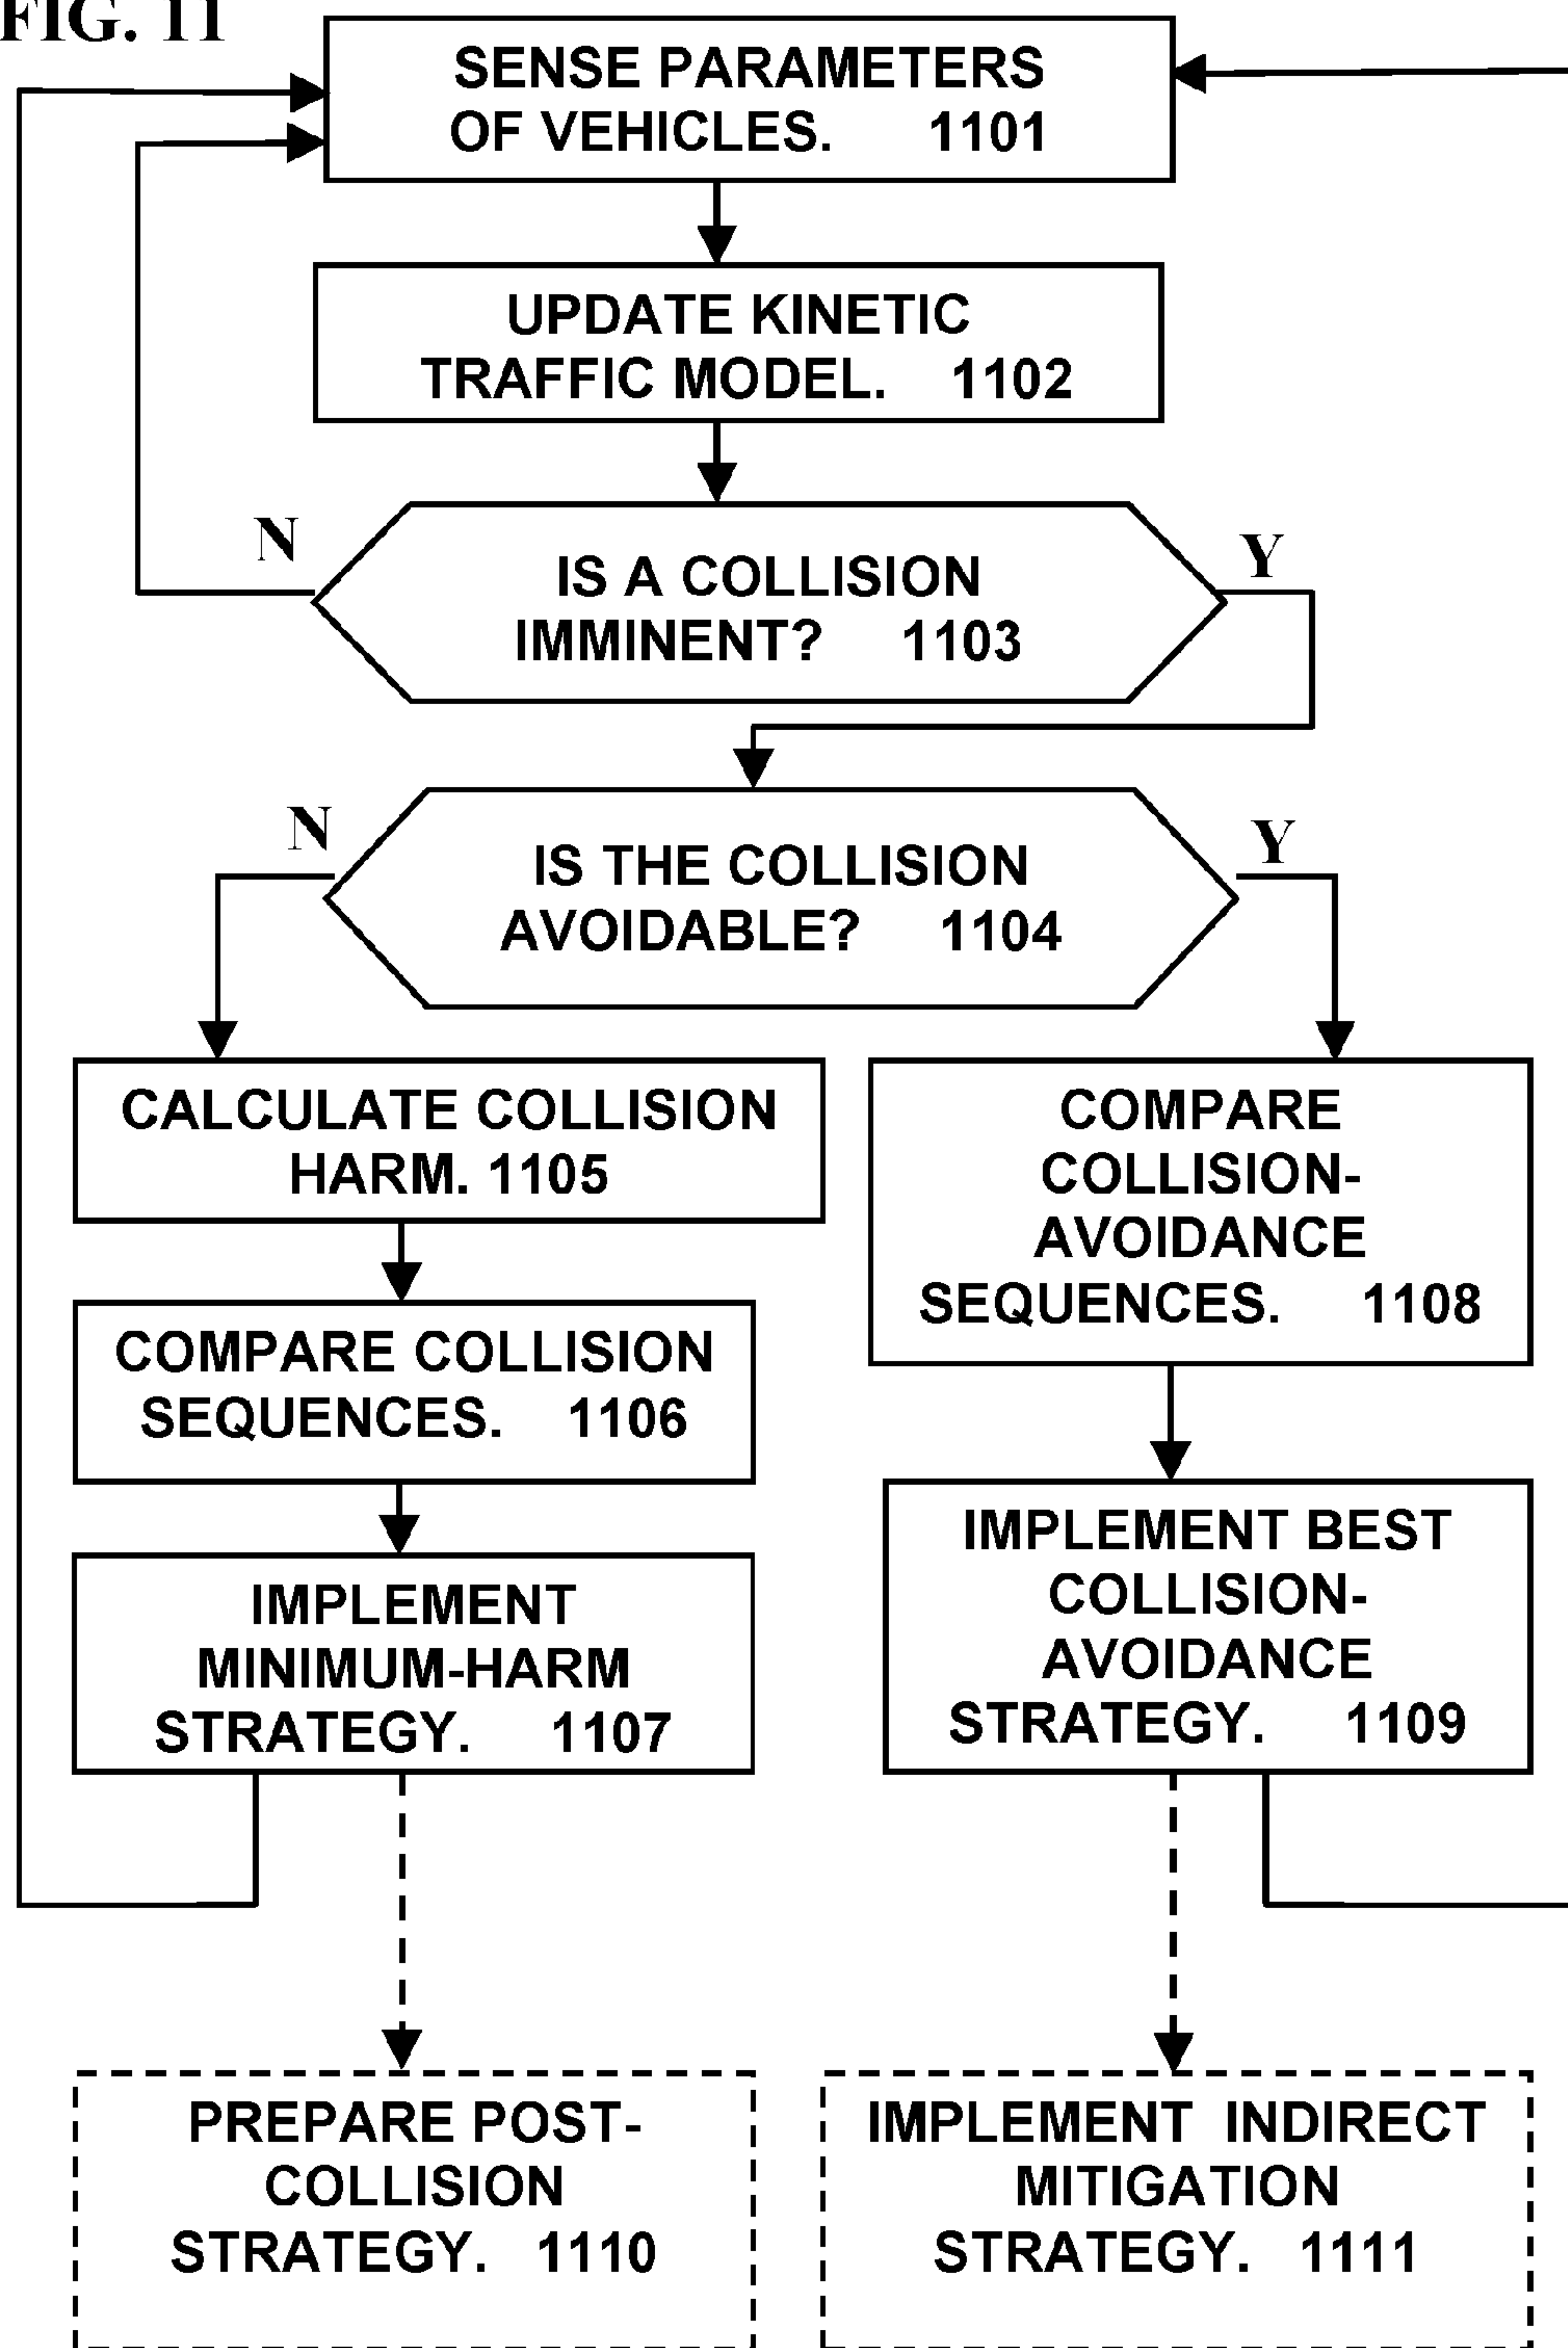 FIG. 11
SENSE PARAMETERS
OF VEHICLES. 1101
UPDATE KINETIC
TRAFFIC MODEL. 1102
N
Y
IS A COLLISION
IMMINENT? 1103
N
Y
IS THE COLLISION
AVOIDABLE? 1104
CALCULATE COLLISION
HARM. 1105
COMPARE COLLISION
SEQUENCES. 1106
IMPLEMENT
MINIMUM-HARM
STRATEGY. 1107
COMPARE
COLLISION-
AVOIDANCE
SEQUENCES. 1108
IMPLEMENT BEST
COLLISION-
AVOIDANCE
STRATEGY. 1109
PREPARE POST-
COLLISION
STRATEGY. 1110
IMPLEMENT INDIRECT
MITIGATION
STRATEGY. 1111